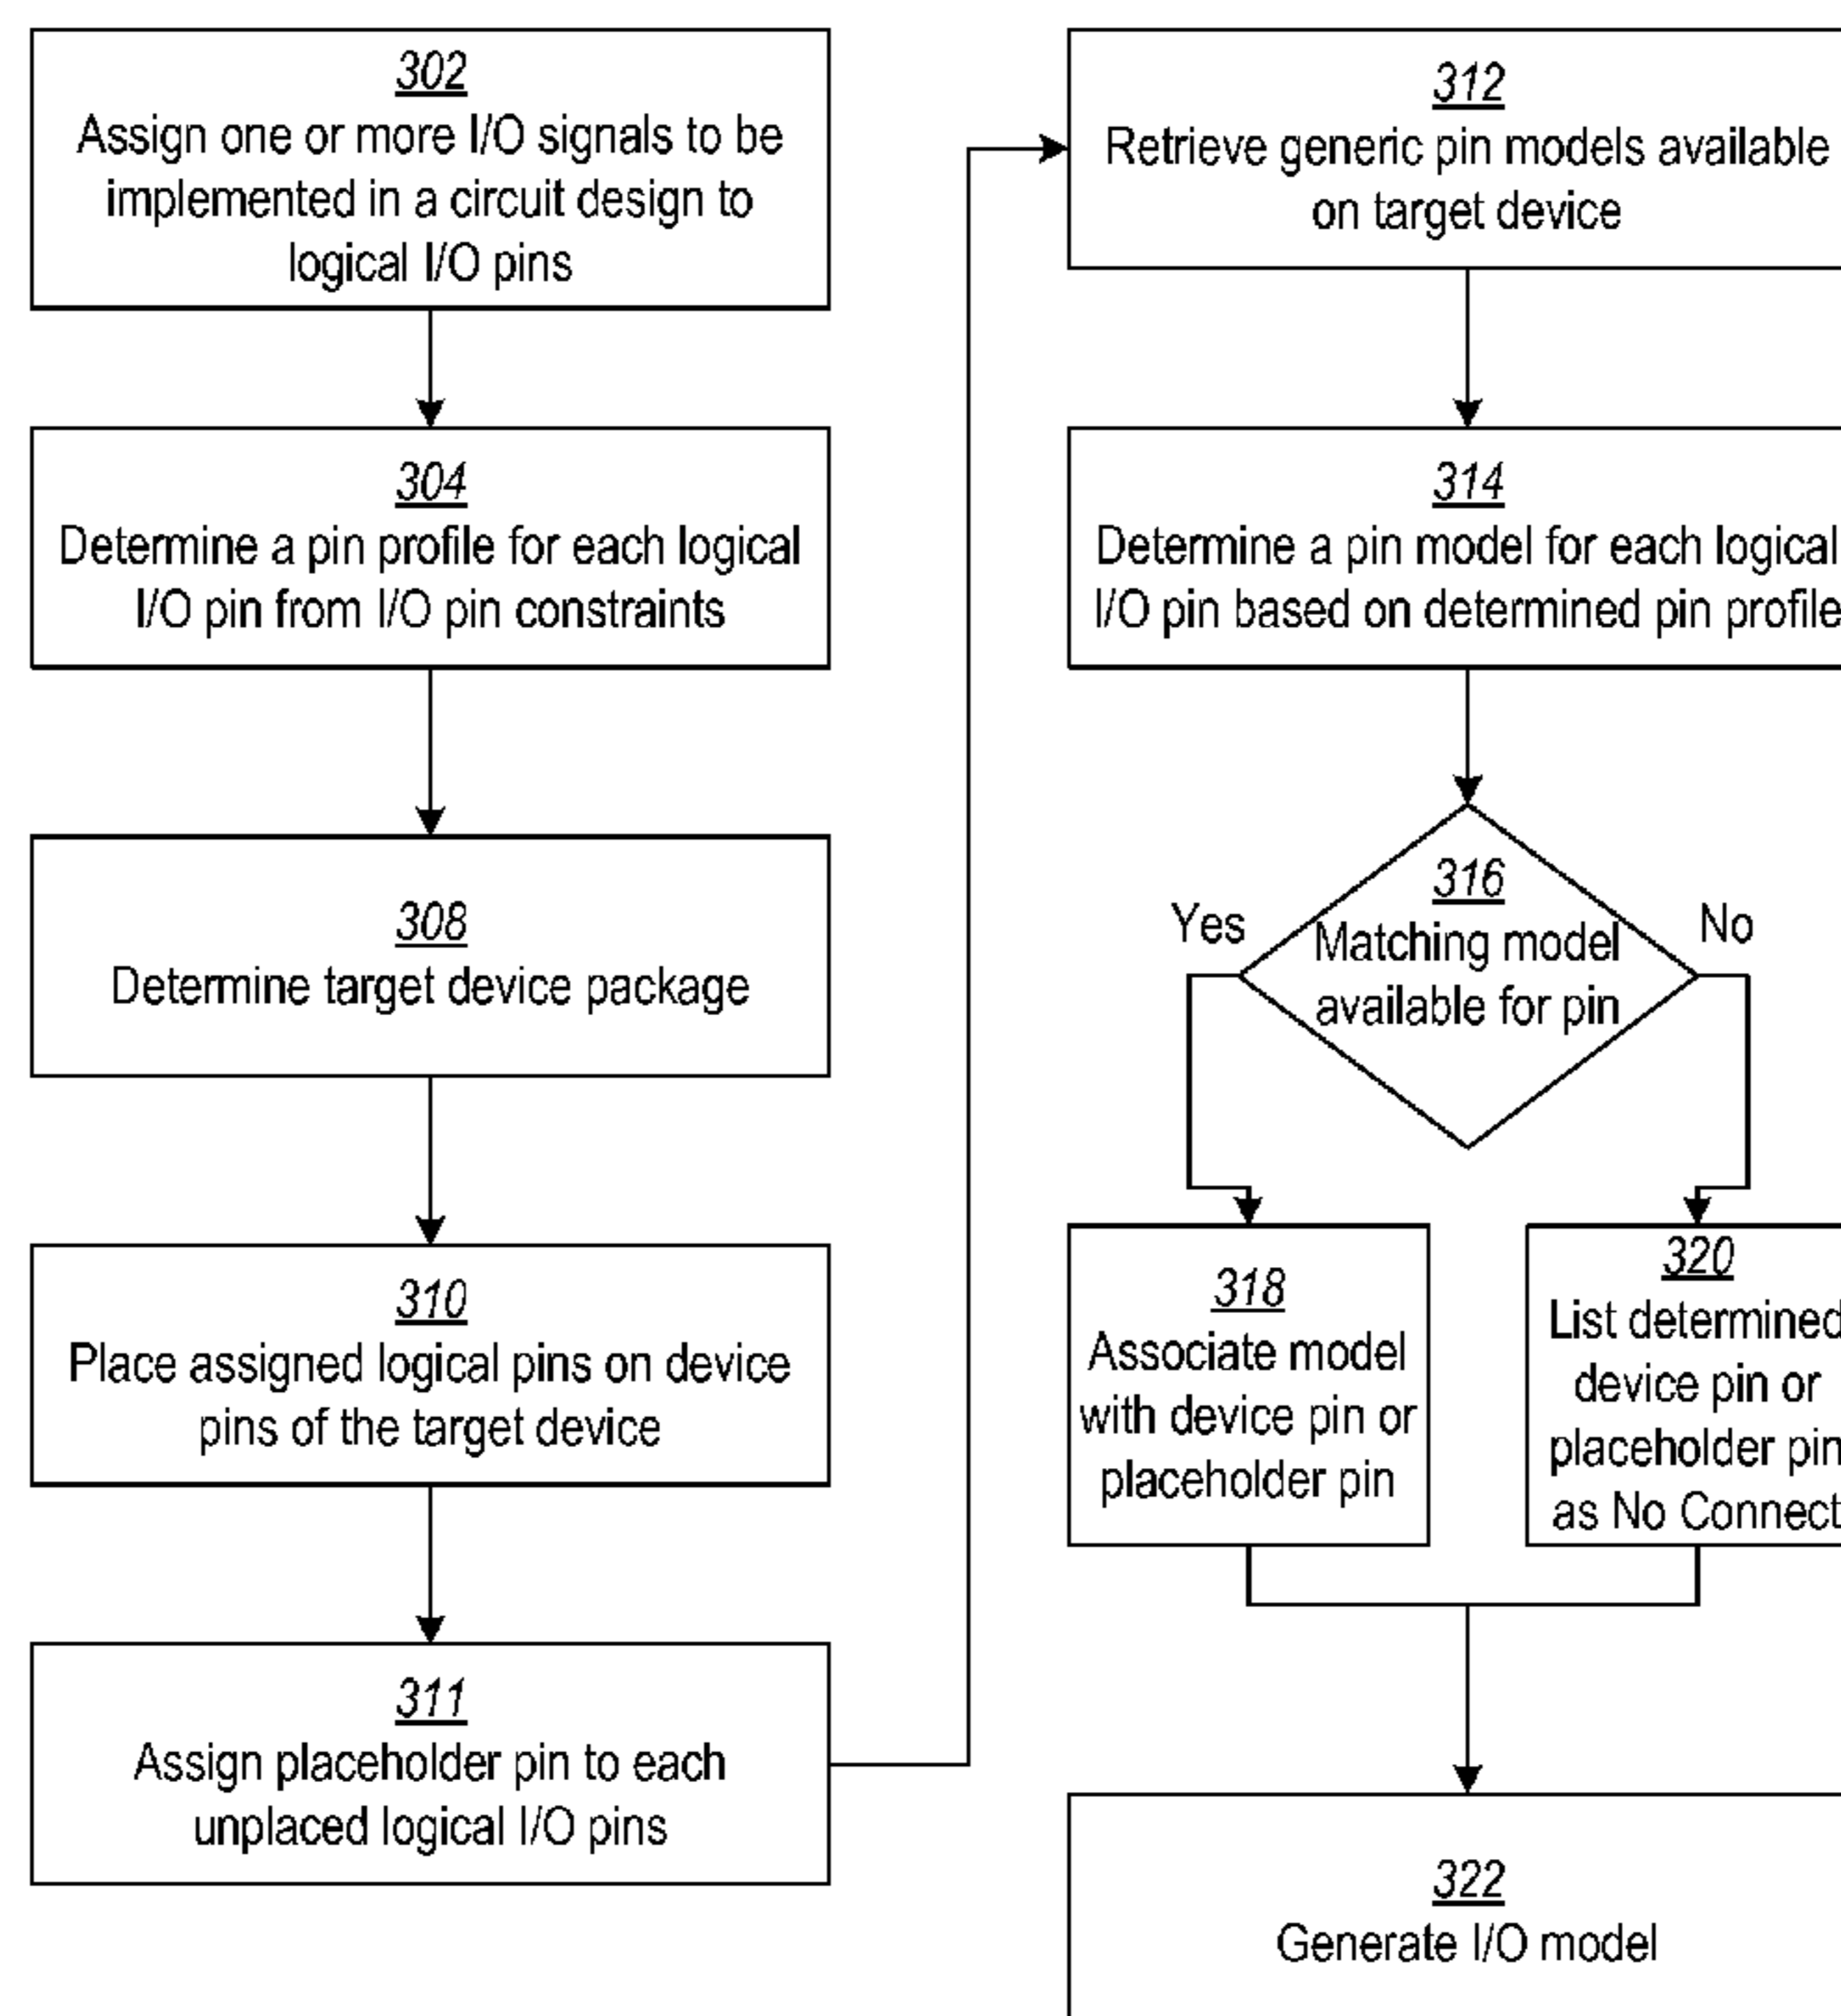 302
Assign one or more I/O signals to be
implemented in a circuit design to
logical I/O pins
304
Determine a pin profile for each logical
I/O pin from I/O pin constraints
308
Determine target device package
310
Place assigned logical pins on device
pins of the target device
311
Assign placeholder pin to each
unplaced logical I/O pins
312
Retrieve generic pin models available
on target device
314
Determine a pin model for each logical
I/O pin based on determined pin profile
316
Matching model
available for pin
Yes
No
318
Associate model
with device pin or
placeholder pin
320
List determined
device pin or
placeholder pin
as No Connect
322
Generate I/O model